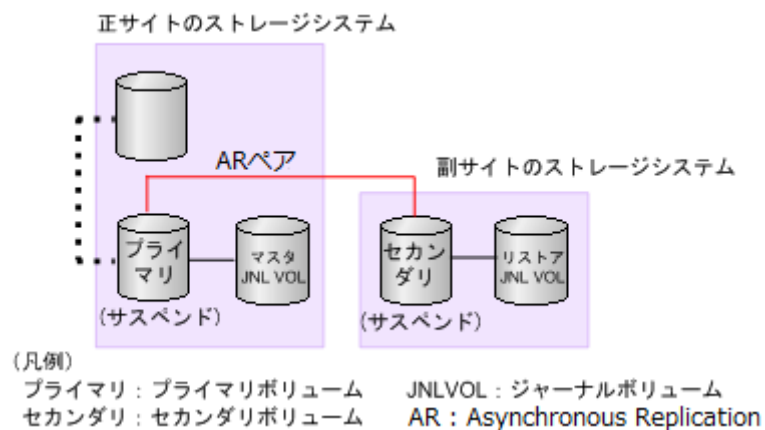 正サイトのストレージシステム
ARペア
副サイトのストレージシステム
プライ
マリ
マスタ
JNL VOL
セカン
ダリ
リストア
JNL VOL
(サスペンド)
(サスペンド)
(凡例)
プライマリ：プライマリボリューム
JNLVOL：ジャーナルボリューム
セカンダリ：セカンダリボリューム
AR：Asynchronous Replication